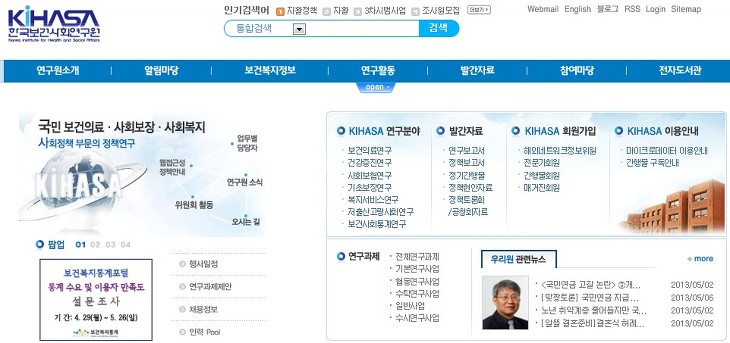 KiHASA
한국보건사회연구원
Korea Institute for Health and Social Affairs
인기검색어 1 자활정책 2 자활 3 3차시범사업 4 조사원모집 더보기
통합검색 검색
Webmail English 블로그 RSS Login Sitemap
연구원소개 알림마당 보건복지정보 연구활동 발간자료 참여마당 전자도서관
open
국민 보건의료 · 사회보장 · 사회복지
사회정책 부문의 정책연구
KIHASA
업무별
담당자
웹접근성
정책안내
연구원 소식
위원회 활동
오시는 길
팝업 01 02 03 04
보건복지통계포털
통계 수요 및 이용자 만족도
설문조사
기 간: 4.29(월) ~ 5.26(일)
보건복지통계
행사일정
연구과제제안
채용정보
인력 Pool
KIHASA 연구분야
보건의료연구
건강증진연구
사회보험연구
기초보장연구
복지서비스연구
저출산고령사회연구
보건사회통계연구
발간자료
연구보고서
정책보고서
정기간행물
정책현안자료
정책토론회
/공청회자료
KIHASA 회원가입
해외네트워크정보위원
전문가회원
간행물회원
매거진회원
KIHASA 이용안내
마이크로데이터 이용안내
간행물 구독안내
연구과제
전체연구과제
기본연구사업
협동연구사업
수탁연구사업
일반사업
수시연구사업
우리원 관련뉴스 + more
<국민연금 고갈 논란> ②개... 2013/05/02
[맞장토론] 국민연금 지급... 2013/05/06
노년 취약계층 줄어들지만 국... 2013/05/02
[알뜰 결혼준비]결혼식 허례... 2013/05/02